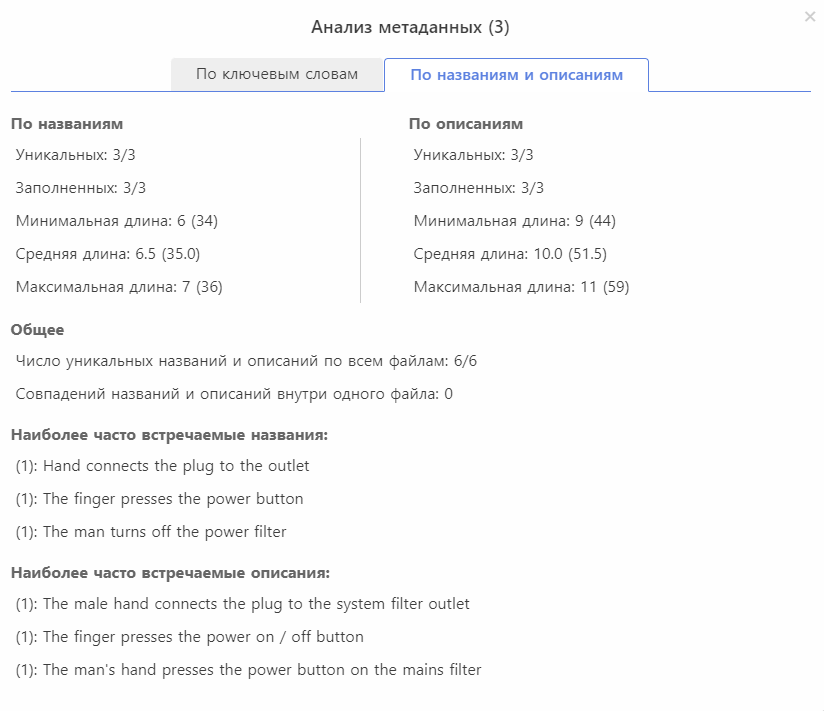 Анализ метаданных (3)
×
По ключевым словам
По названиям и описаниям
По названиям
Уникальных: 3/3
Заполненных: 3/3
Минимальная длина: 6 (34)
Средняя длина: 6.5 (35.0)
Максимальная длина: 7 (36)
По описаниям
Уникальных: 3/3
Заполненных: 3/3
Минимальная длина: 9 (44)
Средняя длина: 10.0 (51.5)
Максимальная длина: 11 (59)
Общее
Число уникальных названий и описаний по всем файлам: 6/6
Совпадений названий и описаний внутри одного файла: 0
Наиболее часто встречаемые названия:
(1): Hand connects the plug to the outlet
(1): The finger presses the power button
(1): The man turns off the power filter
Наиболее часто встречаемые описания:
(1): The male hand connects the plug to the system filter outlet
(1): The finger presses the power on / off button
(1): The man's hand presses the power button on the mains filter